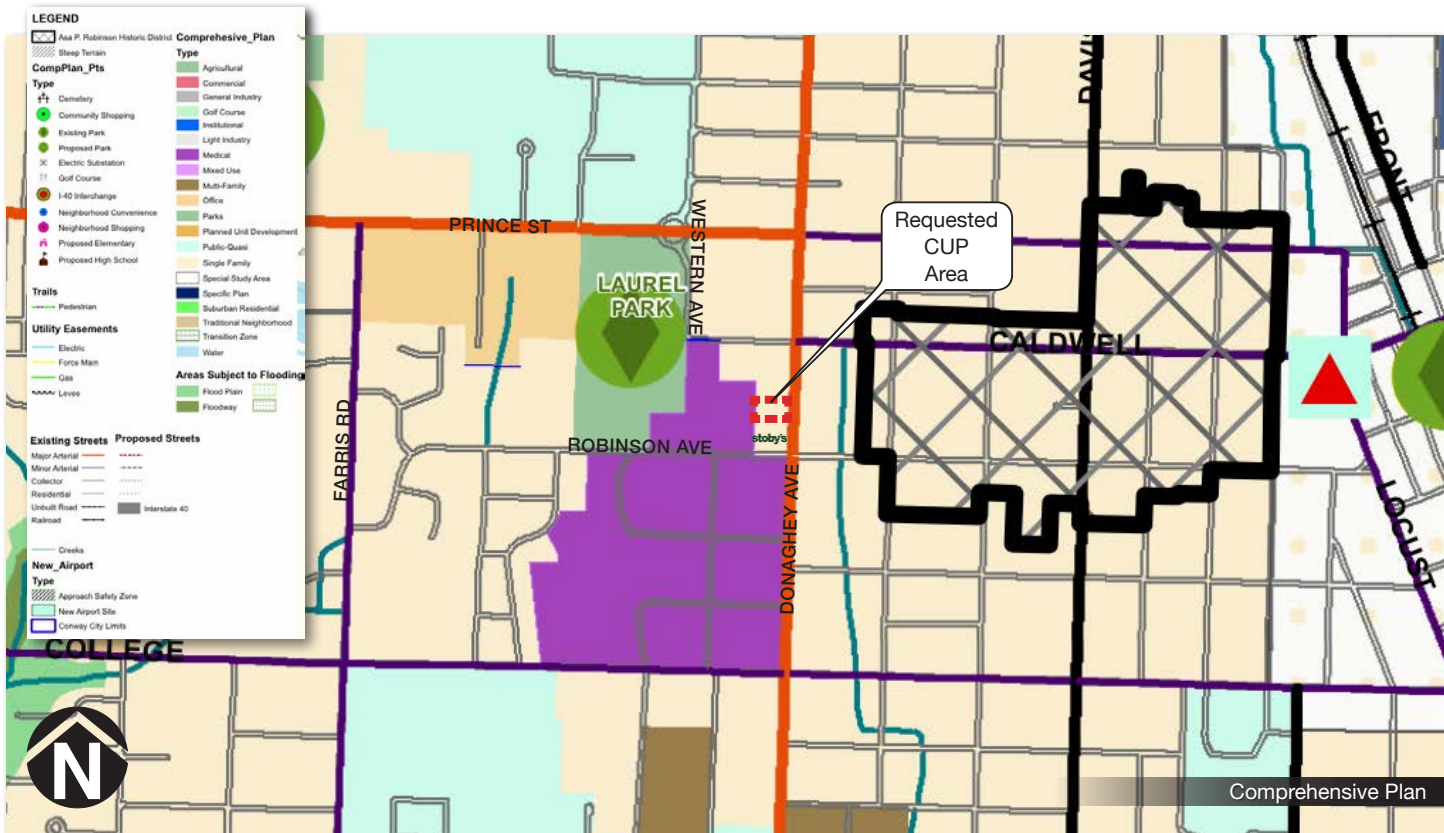 LEGEND
Asa P. Robinson Historic District
Steep Terrain
CompPlan_Pts
Type
Cemetery
Community Shopping
Existing Park
Proposed Park
Electric Substation
Golf Course
I-40 Interchange
Neighborhood Convenience
Neighborhood Shopping
Proposed Elementary
Proposed High School
Trails
Pedestrian
Utility Easements
Electric
Force Main
Gas
Levee
Comprehesive_Plan
Type
Agricultural
Commercial
General Industry
Golf Course
Institutional
Light Industry
Medical
Mixed Use
Multi-Family
Office
Parks
Planned Unit Development
Public-Quasi
Single Family
Special Study Area
Specific Plan
Suburban Residential
Traditional Neighborhood
Transition Zone
Water
Areas Subject to Flooding
Flood Plain
Floodway
Existing Streets Proposed Streets
Major Arterial
Minor Arterial
Collector
Residential
Unbuilt Road
Interstate 40
Railroad
Creeks
New_Airport
Type
Approach Safety Zone
New Airport Site
Conway City Limits
PRINCE ST
WESTERN AVE
LAUREL
PARK
Requested
CUP
Area
DAVIS
FRONT
CALDWELL
stoby's
ROBINSON AVE
FARRIS RD
DONAGHEY AVE
LOCUST
COLLEGE
N
Comprehensive Plan